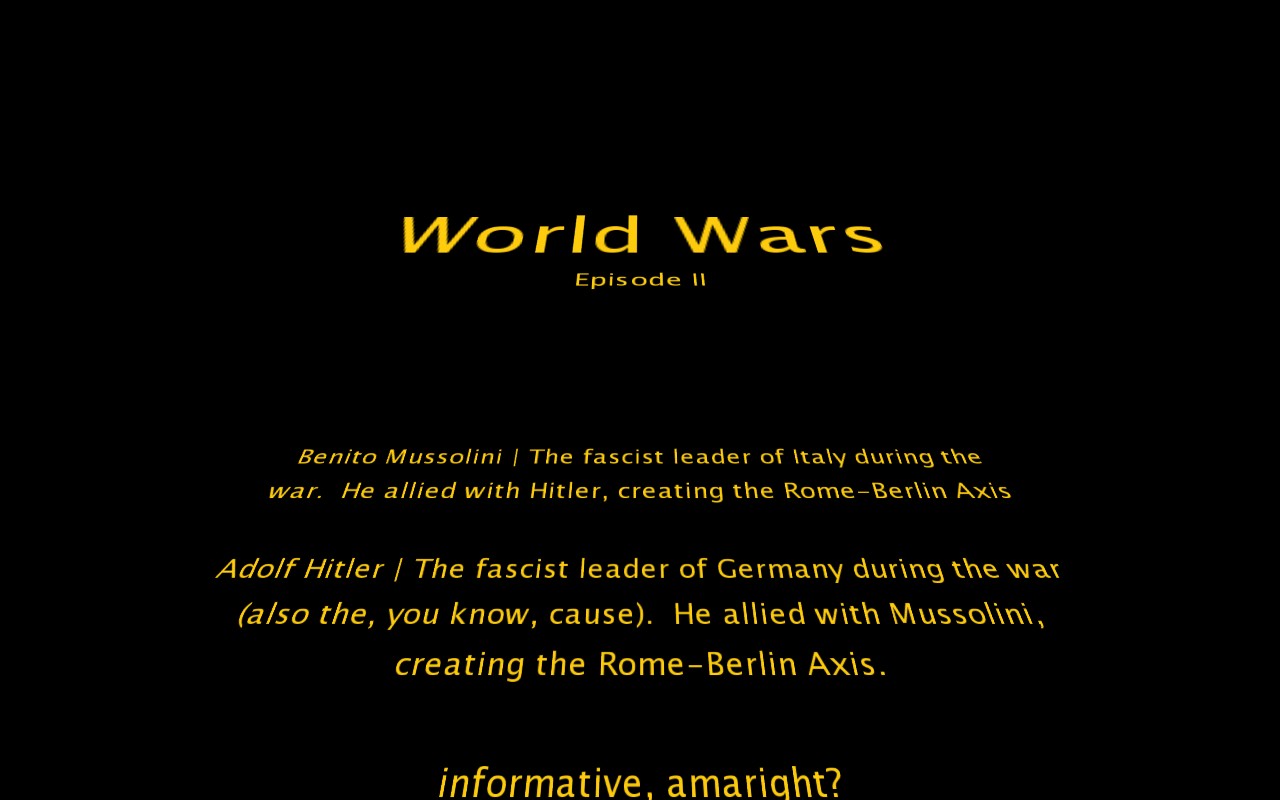 World Wars
Episode II
Benito Mussolini | The fascist leader of Italy during the
war.  He allied with Hitler, creating the Rome-Berlin Axis
Adolf Hitler | The fascist leader of Germany during the war
(also the, you know, cause).  He allied with Mussolini,
creating the Rome-Berlin Axis.
informative, amaright?